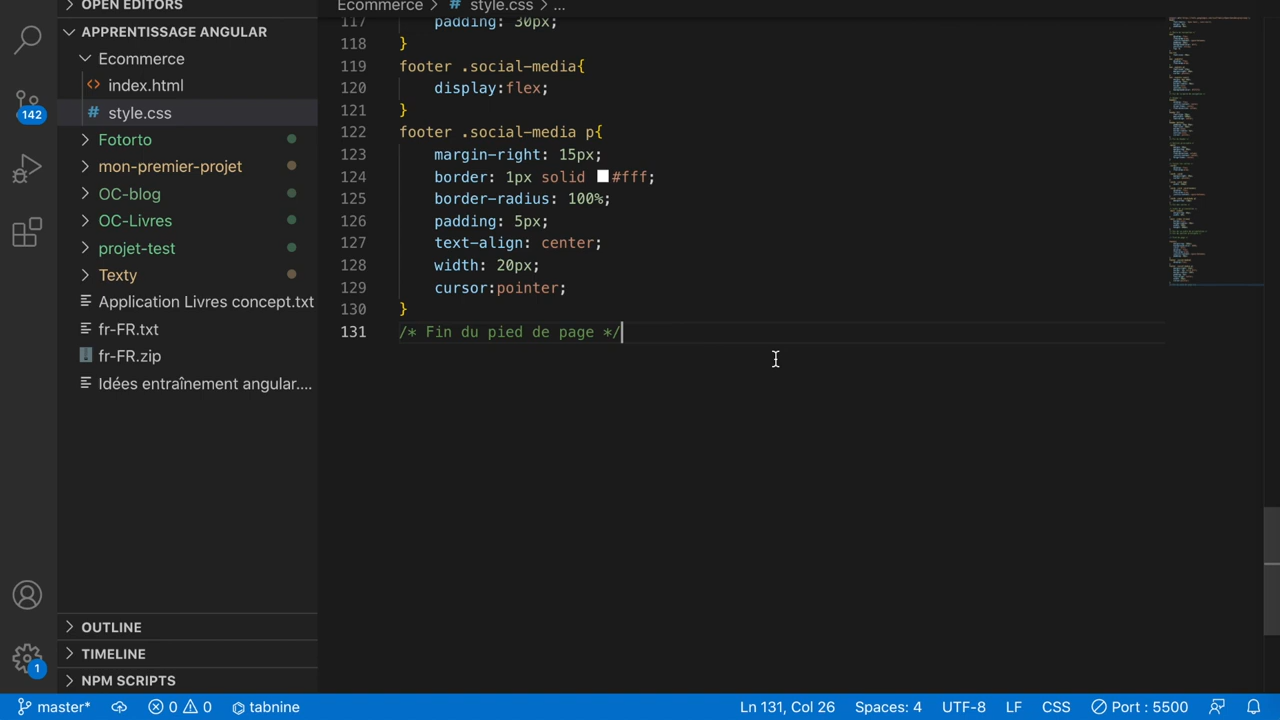 OPEN EDITORS
Ecommerce > # style.css > ...
APPRENTISSAGE ANGULAR
Ecommerce
<> index.html
# style.css
142
Fotorto
mon-premier-projet
OC-blog
OC-Livres
projet-test
Texty
Application Livres concept.txt
fr-FR.txt
fr-FR.zip
Idées entraînement angular....
117 padding: 30px;
118 }
119 footer .social-media{
120 display:flex;
121 }
122 footer .social-media p{
123 margin-right: 15px;
124 border: 1px solid #fff;
125 border-radius: 100%;
126 padding: 5px;
127 text-align: center;
128 width: 20px;
129 cursar:pointer;
130 }
131 /* Fin du pied de page */
OUTLINE
TIMELINE
1
NPM SCRIPTS
master* 0 0 tabnine Ln 131, Col 26 Spaces: 4 UTF-8 LF CSS Port : 5500